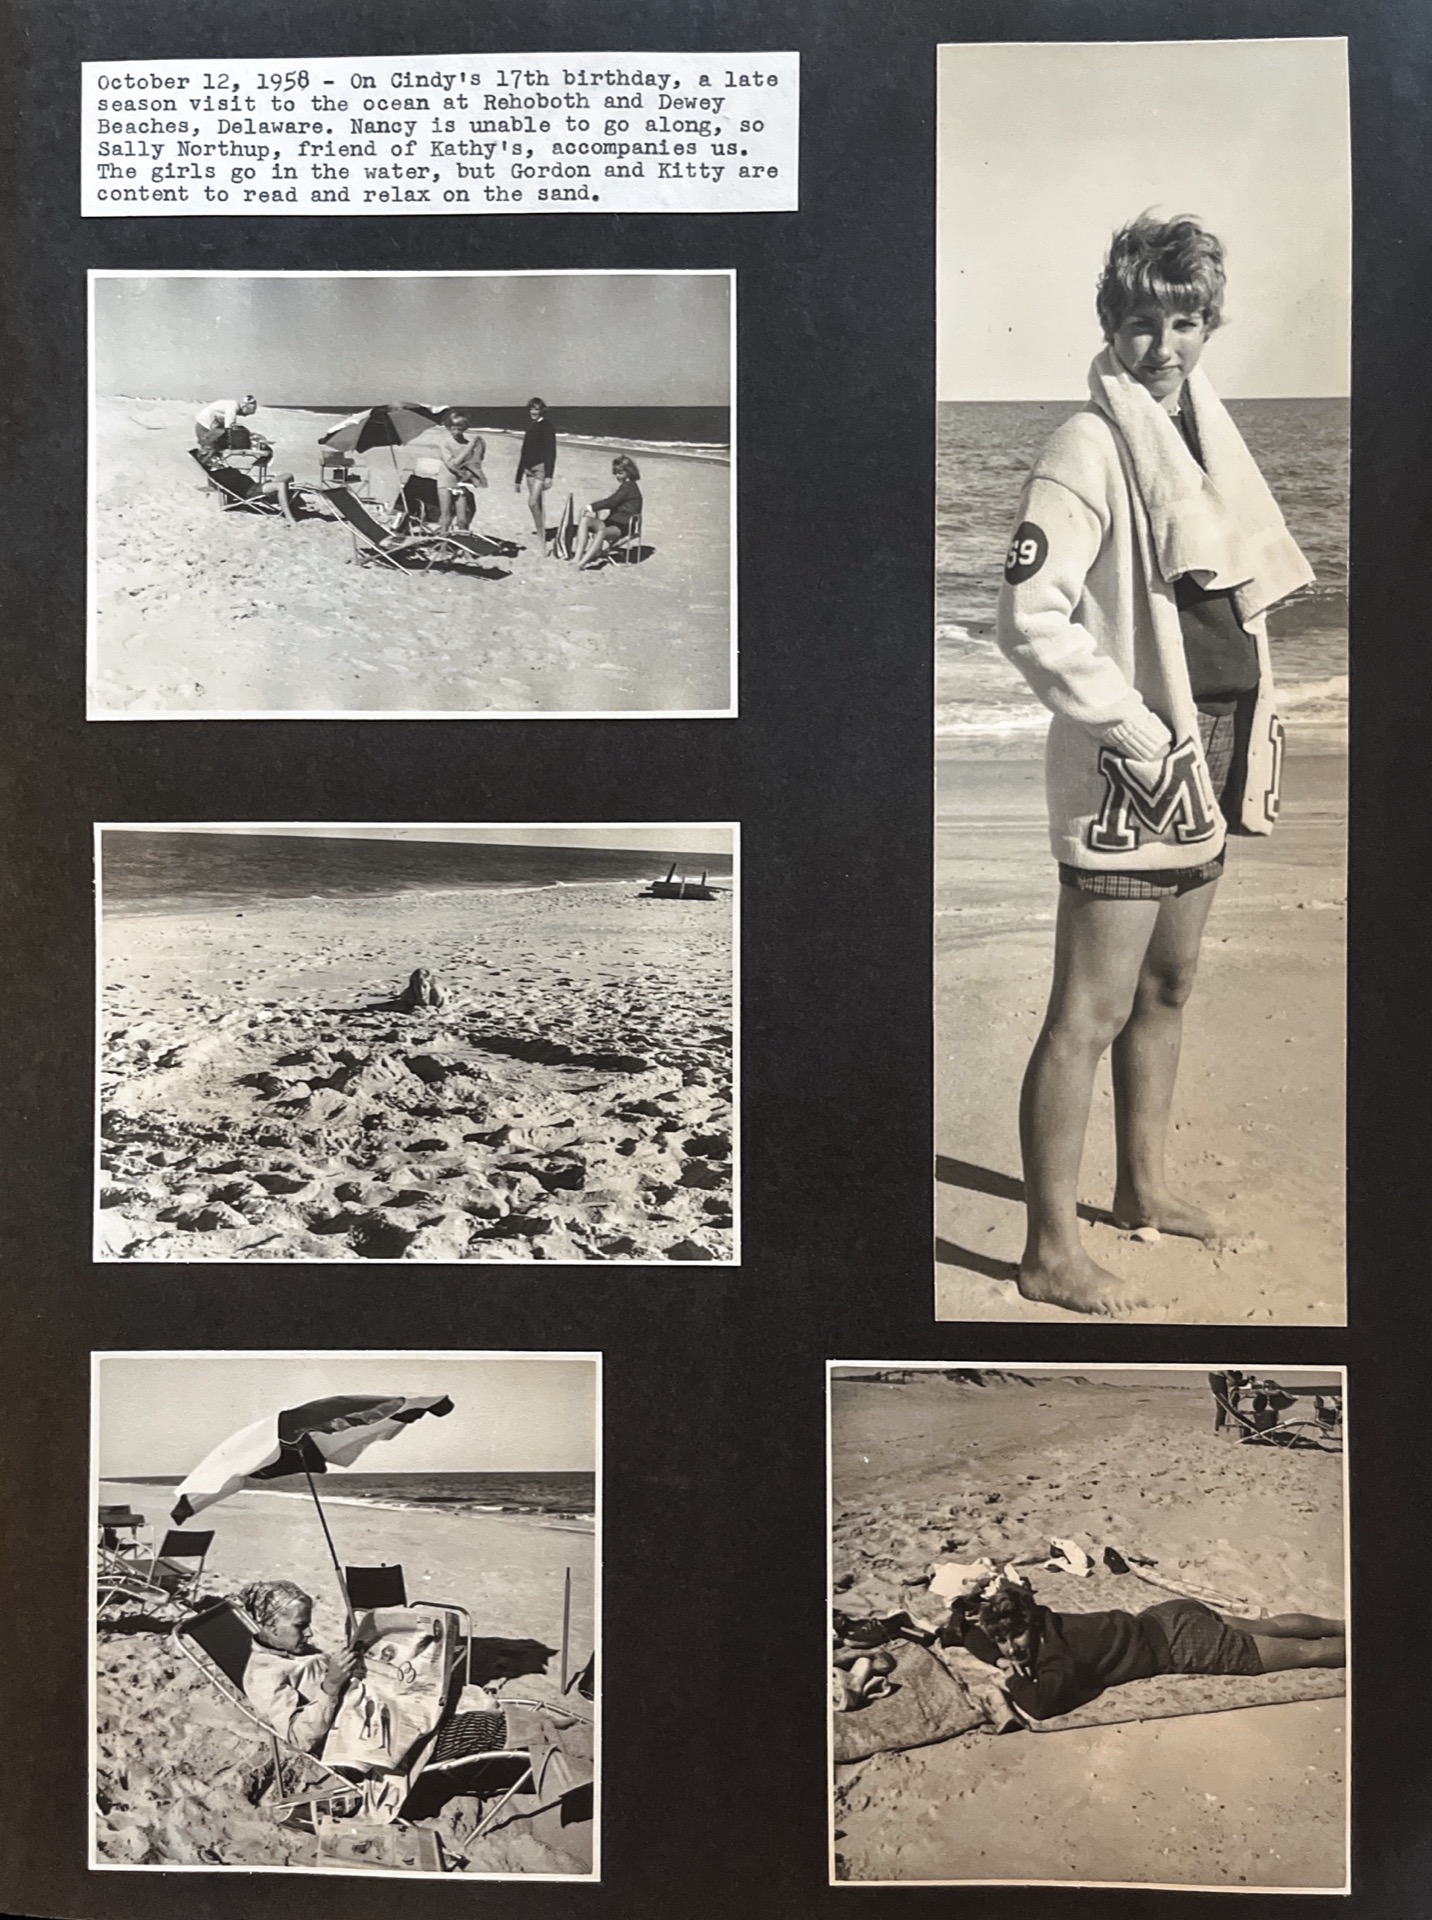 October 12, 1958 - On Cindy's 17th birthday, a late
season visit to the ocean at Rehoboth and Dewey
Beaches, Delaware. Nancy is unable to go along, so
Sally Northup, friend of Kathy's, accompanies us.
The girls go in the water, but Gordon and Kitty are
content to read and relax on the sand.
59
M